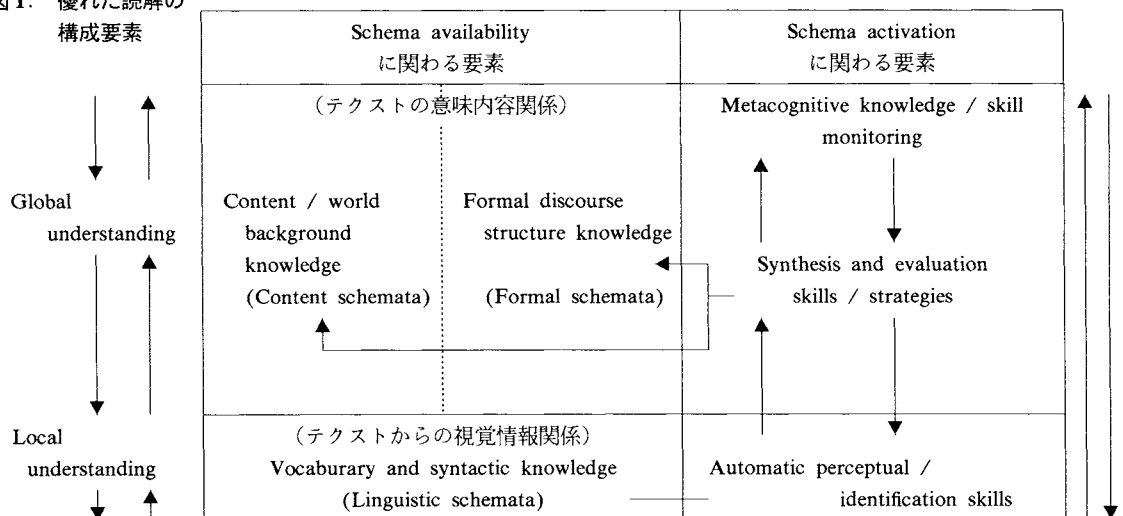 図1. 優れた読解の
構成要素
Schema availability
に関わる要素
Schema activation
に関わる要素
(テクストの意味内容関係)
Metacognitive knowledge / skill
monitoring
Global
understanding
Content / world
background
knowledge
(Content schemata)
Formal discourse
structure knowledge
(Formal schemata)
Synthesis and evaluation
skills / strategies
Local
understanding
(テクストからの視覚情報関係)
Vocaburary and syntactic knowledge
(Linguistic schemata)
Automatic perceptual /
identification skills